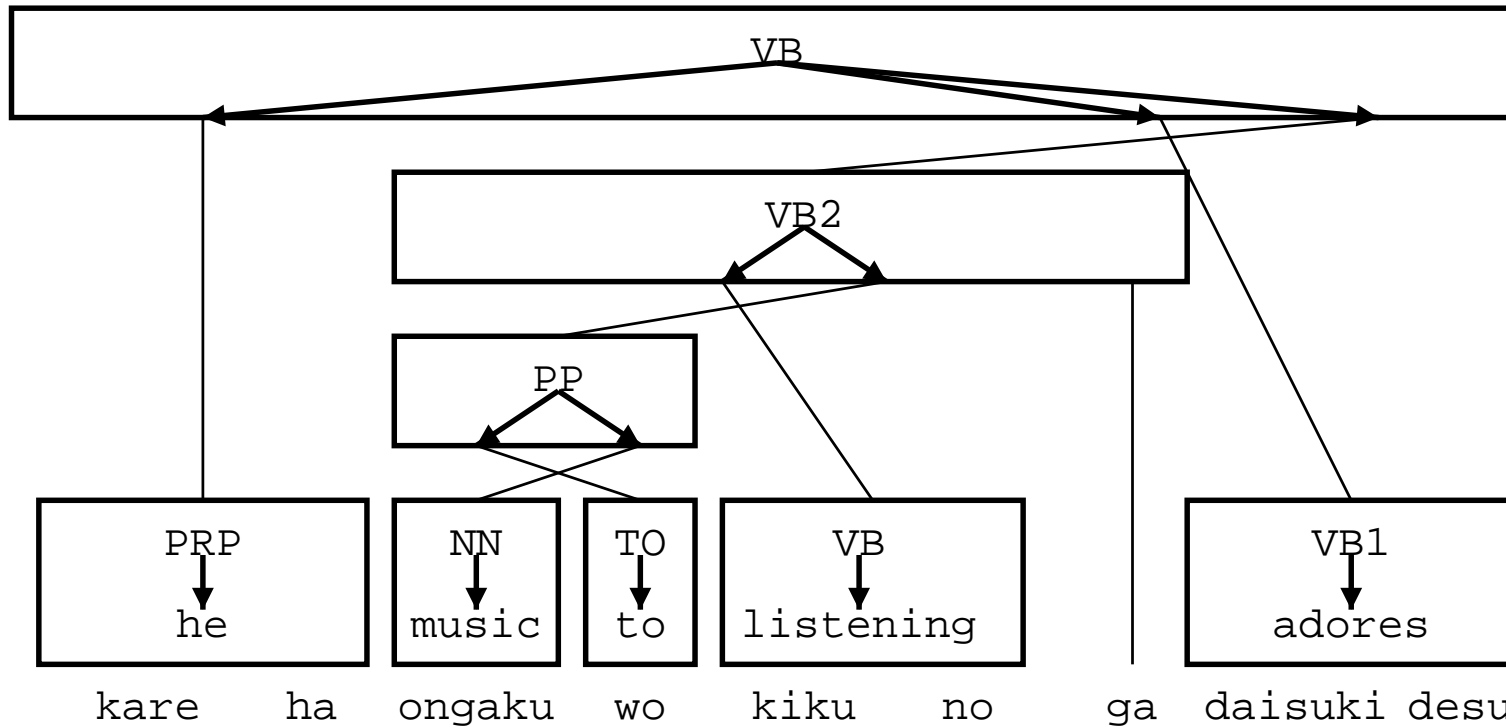 VB
VB2
PP
PRP NN TO VB VB1
he music to listening adores
kare ha ongaku wo kiku no ga daisuki desu